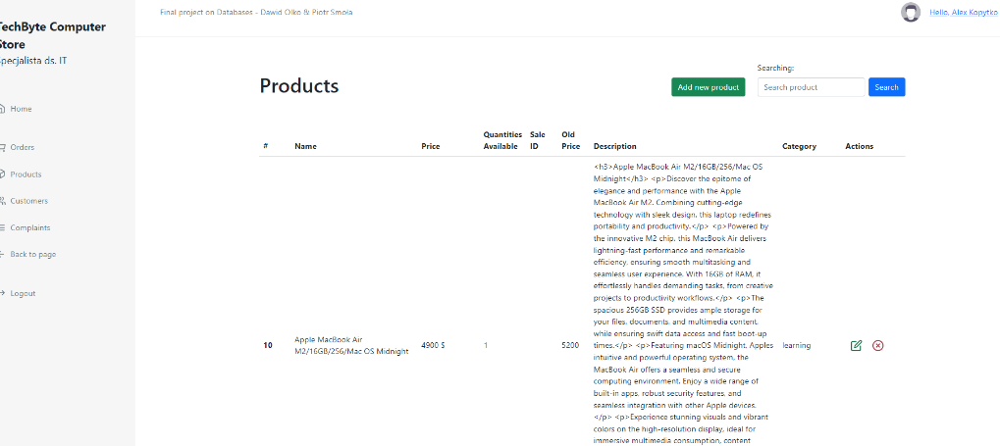 TechByte Computer
Store
Specjalista ds. IT
Home
Orders
Products
Customers
Complaints
Back to page
Logout
Final project on Databases - Dawid Olko & Piotr Smoła
Hello, Alex Kopytko
Products
Add new product
Searching:
Search product
Search
# Name Price Quantities Available Sale ID Old Price Description Category Actions
<h3>Apple MacBook Air M2/16GB/256/Mac OS
Midnight</h3> <p>Discover the epitome of
elegance and performance with the Apple
MacBook Air M2. Combining cutting-edge
technology with sleek design, this laptop redefines
portability and productivity.</p> <p>Powered by
the innovative M2 chip, this MacBook Air delivers
lightning-fast performance and remarkable
efficiency, ensuring smooth multitasking and
seamless user experience. With 16GB of RAM, it
effortlessly handles demanding tasks, from creative
projects to productivity workflows.</p> <p>The
spacious 256GB SSD provides ample storage for
your files, documents, and multimedia content,
while ensuring swift data access and fast boot-up
times.</p> <p>Featuring macOS Midnight, Apples
intuitive and powerful operating system, the
MacBook Air offers a seamless and secure
computing environment. Enjoy a wide range of
built-in apps, robust security features, and
seamless integration with other Apple devices.
</p> <p>Experience stunning visuals and vibrant
colors on the high-resolution display, ideal for
immersive multimedia consumption, content
10
Apple MacBook Air
M2/16GB/256/Mac OS Midnight
4900 $
1
5200
learning